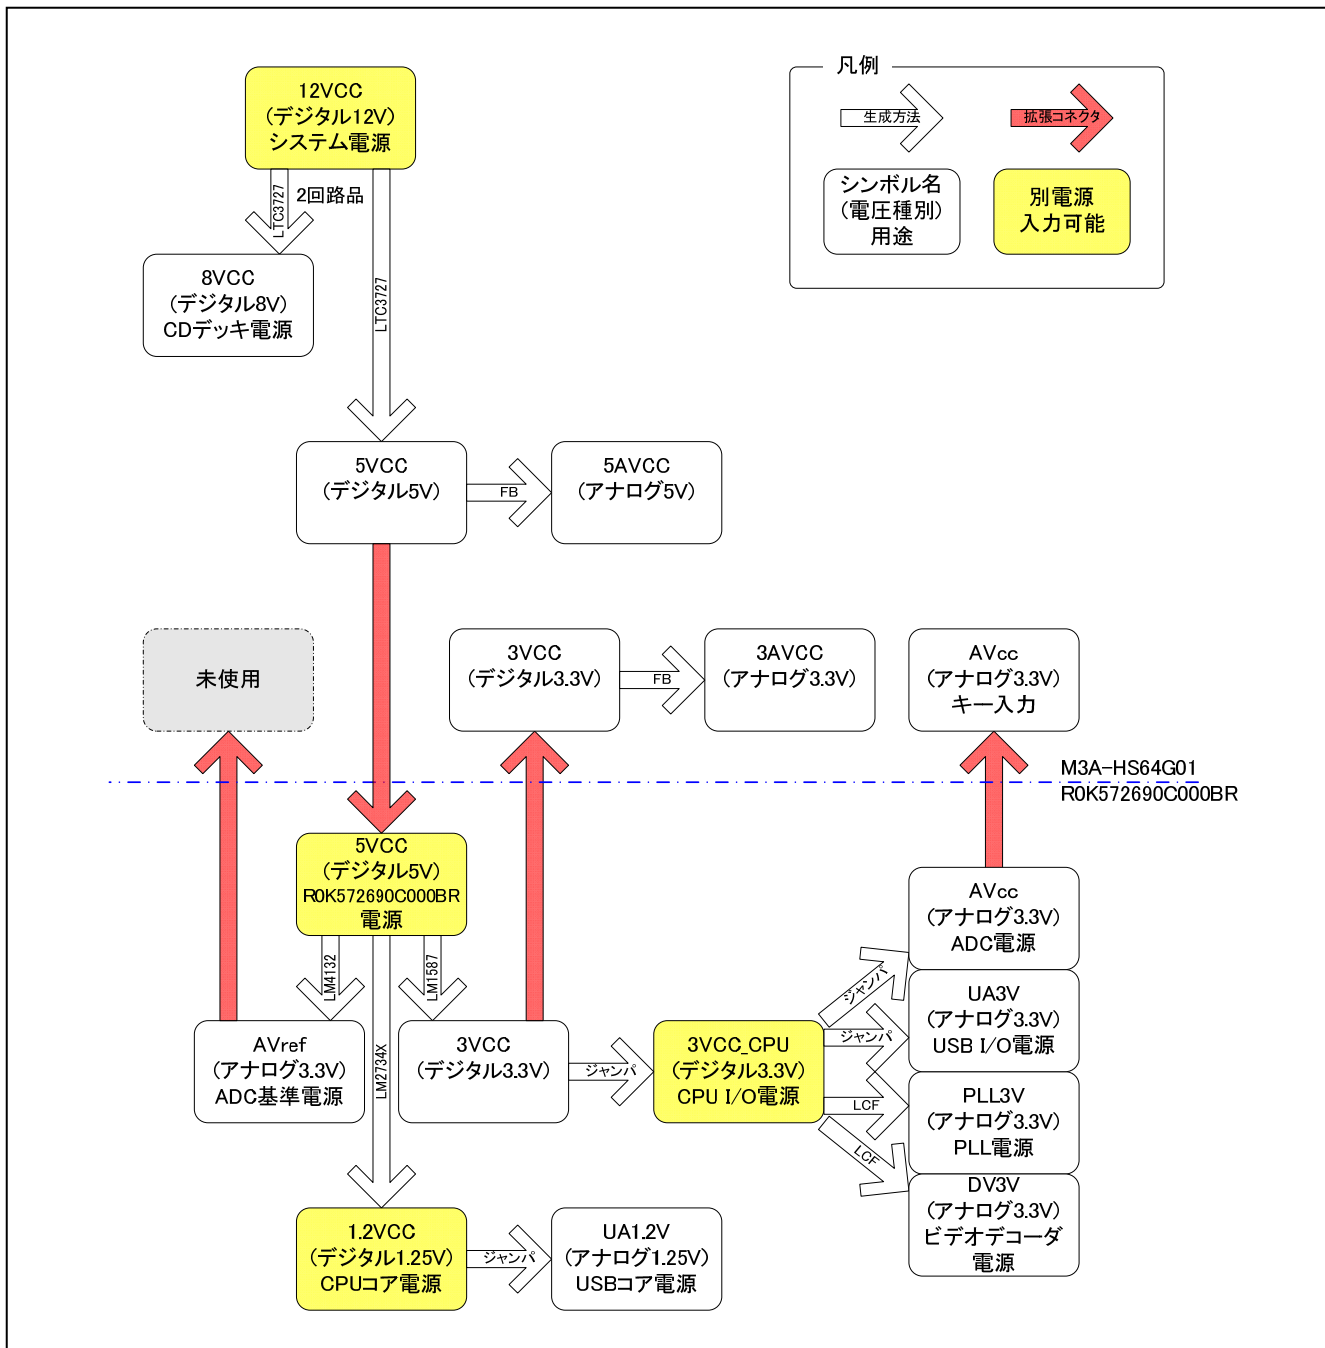 凡例
生成方法
拡張コネクタ
シンボル名
(電圧種別)
用途
別電源
入力可能
12VCC
(デジタル12V)
システム電源
LTC3727
2回路品
LTC3727
8VCC
(デジタル8V)
CDデッキ電源
5VCC
(デジタル5V)
FB
5AVCC
(アナログ5V)
未使用
3VCC
(デジタル3.3V)
FB
3AVCC
(アナログ3.3V)
AVcc
(アナログ3.3V)
キー入力
M3A-HS64G01
R0K572690C000BR
5VCC
(デジタル5V)
R0K572690C000BR
電源
LM4132
LM2734X
LM1587
AVref
(アナログ3.3V)
ADC基準電源
3VCC
(デジタル3.3V)
ジャンパ
3VCC_CPU
(デジタル3.3V)
CPU I/O電源
ジャンパ
ジャンパ
LCF
LCF
AVcc
(アナログ3.3V)
ADC電源
UA3V
(アナログ3.3V)
USB I/O電源
PLL3V
(アナログ3.3V)
PLL電源
DV3V
(アナログ3.3V)
ビデオデコーダ
電源
1.2VCC
(デジタル1.25V)
CPUコア電源
ジャンパ
UA1.2V
(アナログ1.25V)
USBコア電源